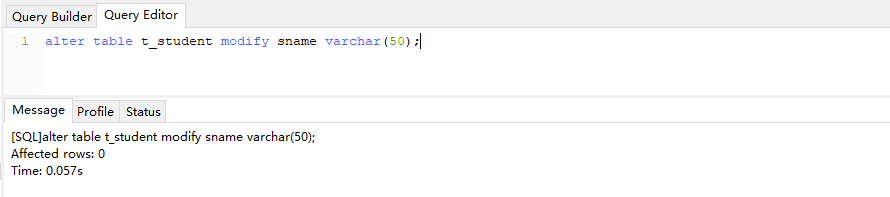 Query Builder Query Editor
1 alter table t_student modify sname varchar(50);
Message Profile Status
[SQL]alter table t_student modify sname varchar(50);
Affected rows: 0
Time: 0.057s